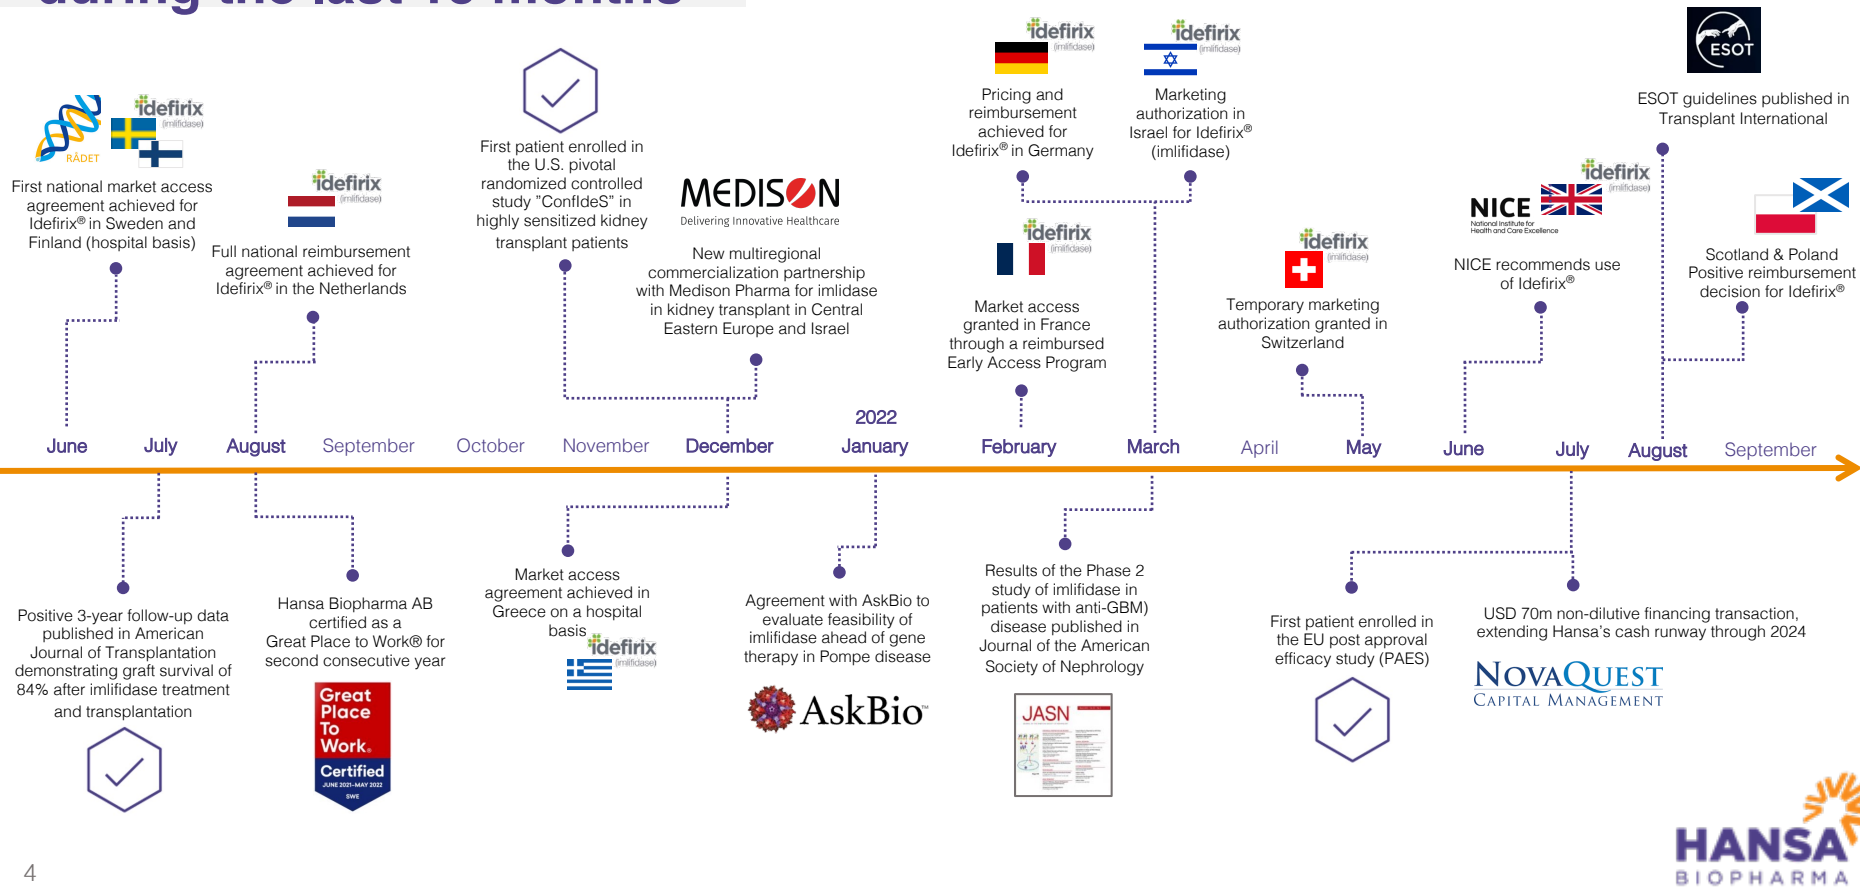 during the last 16 months
RÅDET
idefirix
(imlifidase)
First national market access
agreement achieved for
Idefirix® in Sweden and
Finland (hospital basis)
idefirix
(imlifidase)
Full national reimbursement
agreement achieved for
Idefirix® in the Netherlands
First patient enrolled in
the U.S. pivotal
randomized controlled
study ”ConfIdeS” in
highly sensitized kidney
transplant patients
MEDISON
Delivering Innovative Healthcare
New multiregional
commercialization partnership
with Medison Pharma for imlidase
in kidney transplant in Central
Eastern Europe and Israel
idefirix
(imlifidase)
Pricing and
reimbursement
achieved for
Idefirix® in Germany
idefirix
(imlifidase)
Marketing
authorization in
Israel for Idefirix®
(imlifidase)
idefirix
(imlifidase)
Market access
granted in France
through a reimbursed
Early Access Program
idefirix
(imlifidase)
Temporary marketing
authorization granted in
Switzerland
NICE
National Institute for
Health and Care Excellence
idefirix
(imlifidase)
NICE recommends use
of Idefirix®
ESOT
ESOT guidelines published in
Transplant International
Scotland & Poland
Positive reimbursement
decision for Idefirix®
2022
June July August September October November December January February March April May June July August September
Positive 3-year follow-up data
published in American
Journal of Transplantation
demonstrating graft survival of
84% after imlifidase treatment
and transplantation
Hansa Biopharma AB
certified as a
Great Place to Work® for
second consecutive year
Great
Place
To
Work®
Certified
JUNE 2021-MAY 2022
SWE
Market access
agreement achieved in
Greece on a hospital
basis
idefirix
(imlifidase)
Agreement with AskBio to
evaluate feasibility of
imlifidase ahead of gene
therapy in Pompe disease
AskBio™
Results of the Phase 2
study of imlifidase in
patients with anti-GBM)
disease published in
Journal of the American
Society of Nephrology
JASN
First patient enrolled in
the EU post approval
efficacy study (PAES)
USD 70m non-dilutive financing transaction,
extending Hansa’s cash runway through 2024
NOVAQUEST
CAPITAL MANAGEMENT
HANSA
BIOPHARMA
4